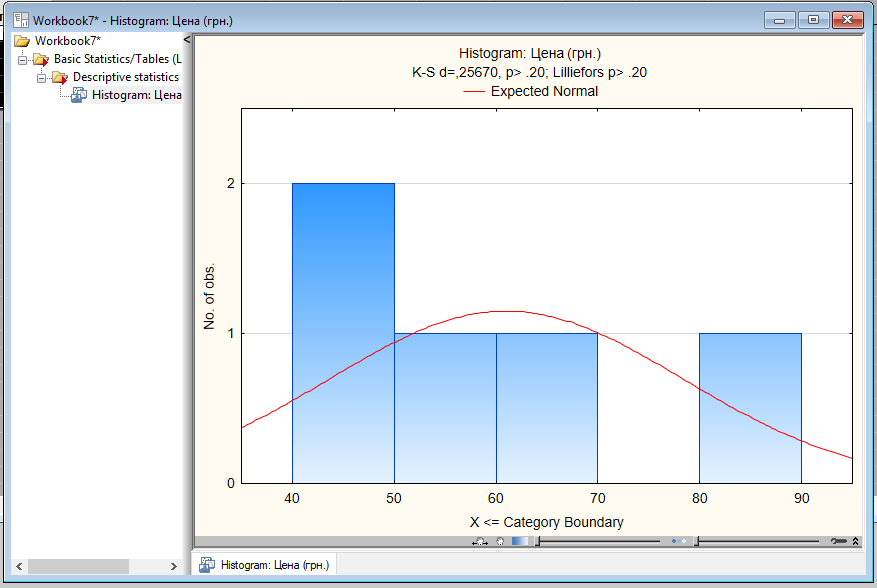 Workbook7* - Histogram: Цена (грн.)
Workbook7*
Basic Statistics/Tables (L
Descriptive statistics
Histogram: Цена
Histogram: Цена (грн.)
K-S d=,25670, p> .20; Lilliefors p> .20
Expected Normal
No. of obs.
2
1
0
40 50 60 70 80 90
X <= Category Boundary
Histogram: Цена (грн.)